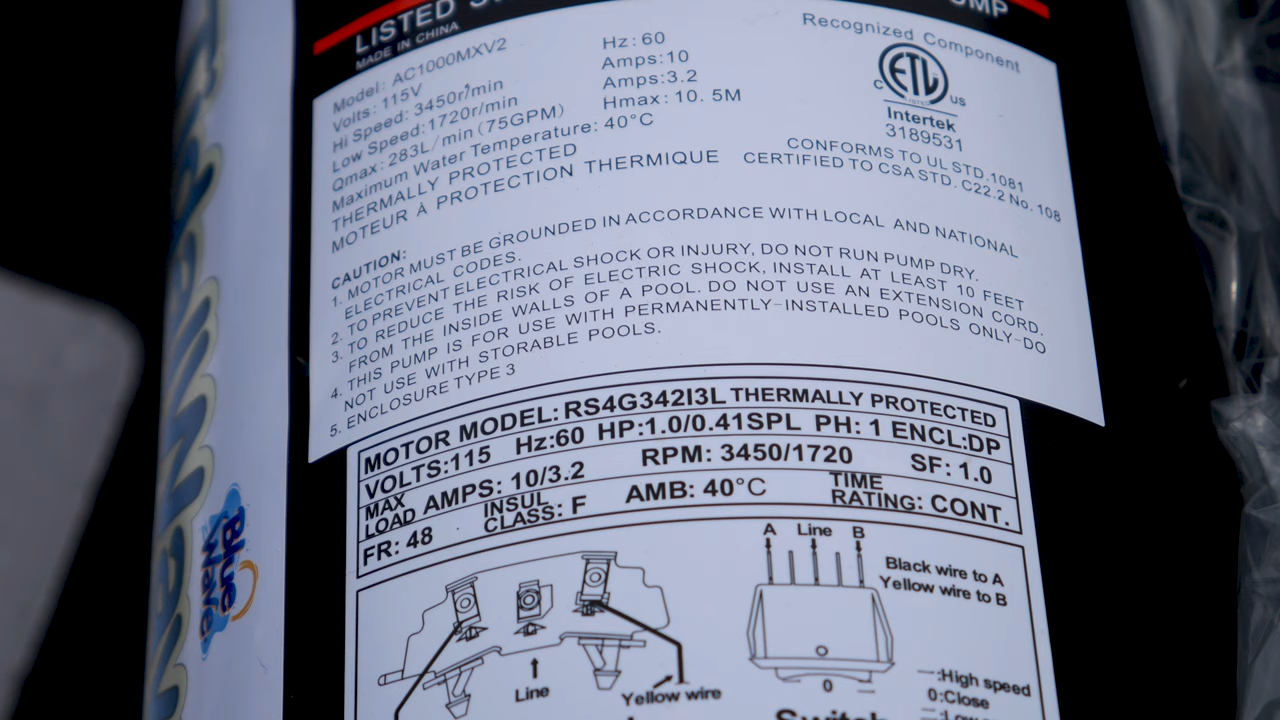 LISTED
PUMP
MADE IN CHINA
Model: AC1000MXV2
Volts: 115V
Hz: 60
Hi Speed: 3450r/min
Amps:10
Low Speed:1720r/min
Amps:3.2
Qmax: 283L/min(75GPM)
Hmax: 10. 5M
Maximum Water Temperature: 40°C
THERMALLY PROTECTED
MOTEUR À PROTECTION THERMIQUE
Recognized Component
C ETL US
LISTED
Intertek
3189531
CONFORMS TO UL STD.1081
CERTIFIED TO CSA STD. C22.2 No. 108
CAUTION:
1. MOTOR MUST BE GROUNDED IN ACCORDANCE WITH LOCAL AND NATIONAL
ELECTRICAL CODES.
2. TO PREVENT ELECTRICAL SHOCK OR INJURY, DO NOT RUN PUMP DRY.
3. TO REDUCE THE RISK OF ELECTRIC SHOCK, INSTALL AT LEAST 10 FEET
FROM THE INSIDE WALLS OF A POOL. DO NOT USE AN EXTENSION CORD.
4. THIS PUMP IS FOR USE WITH PERMANENTLY-INSTALLED POOLS ONLY-DO
NOT USE WITH STORABLE POOLS.
5. ENCLOSURE TYPE 3
MOTOR MODEL: RS4G342I3L THERMALLY PROTECTED
VOLTS:115 Hz:60 HP:1.0/0.41SPL PH: 1 ENCL:DP
MAX
LOAD AMPS: 10/3.2 RPM: 3450/1720 SF: 1.0
FR: 48 INSUL
CLASS: F AMB: 40°C TIME
RATING: CONT.
A Line B
Black wire to A
Yellow wire to B
Line
Yellow wire
0
—:High speed
0:Close
Switch
Blue
Wave